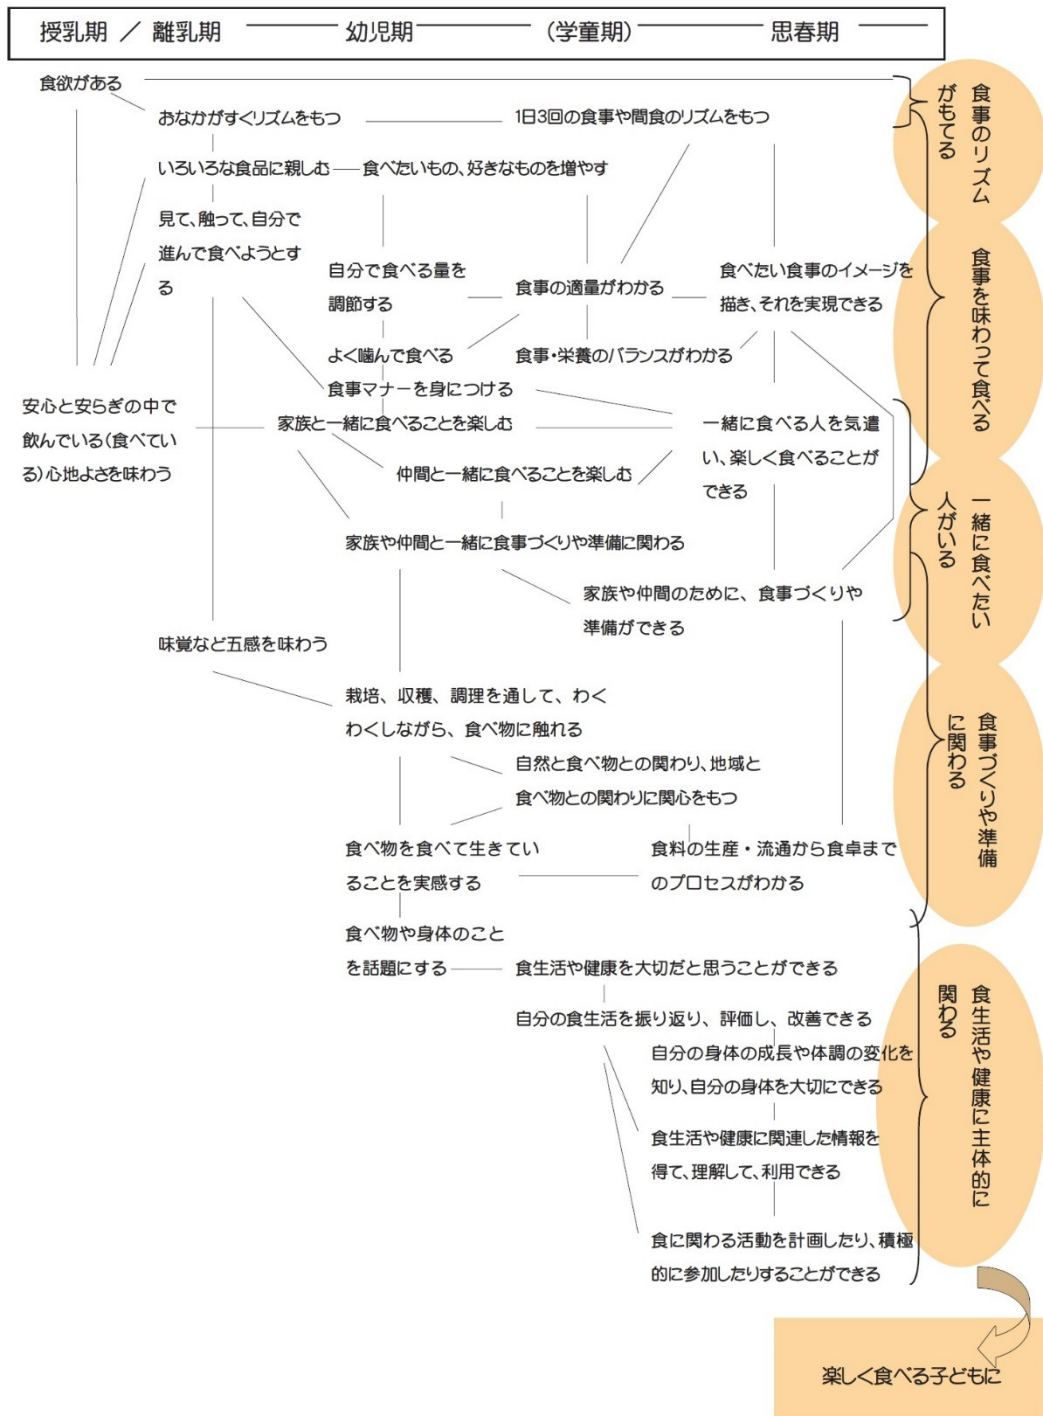 授乳期 / 離乳期 幼児期 (学童期) 思春期
食欲がある
おなかがすくリズムをもつ
1日3回の食事や間食のリズムをもつ
いろいろな食品に親しむ
食べたいもの、好きなものを増やす
見て、触って、自分で
進んで食べようとす
る
自分で食べる量を
調節する
食事の適量がわかる
食べたい食事のイメージを
描き、それを実現できる
よく噛んで食べる
食事・栄養のバランスがわかる
食事マナーを身につける
安心と安らぎの中で
飲んでいる(食べてい
る)心地よさを味わう
家族と一緒に食べることを楽しむ
一緒に食べる人を気遣
い、楽しく食べることが
できる
仲間と一緒に食べることを楽しむ
家族や仲間と一緒に食事づくりや準備に関わる
家族や仲間のために、食事づくりや
準備ができる
味覚など五感を味わう
栽培、収穫、調理を通して、わく
わくしながら、食べ物に触れる
自然と食べ物との関わり、地域と
食べ物との関わりに関心をもつ
食べ物を食べて生きてい
ることを実感する
食料の生産・流通から食卓まで
のプロセスがわかる
食べ物や身体のこと
を話題にする
食生活や健康を大切だと思うことができる
自分の食生活を振り返り、評価し、改善できる
自分の身体の成長や体調の変化を
知り、自分の身体を大切にできる
食生活や健康に関連した情報を
得て、理解して、利用できる
食に関わる活動を計画したり、積極
的に参加したりすることができる
食事のリズム
がもてる
食事を味わって食べる
一緒に食べたい
人がいる
食事づくりや準備
に関わる
食生活や健康に主体的に
関わる
楽しく食べる子どもに